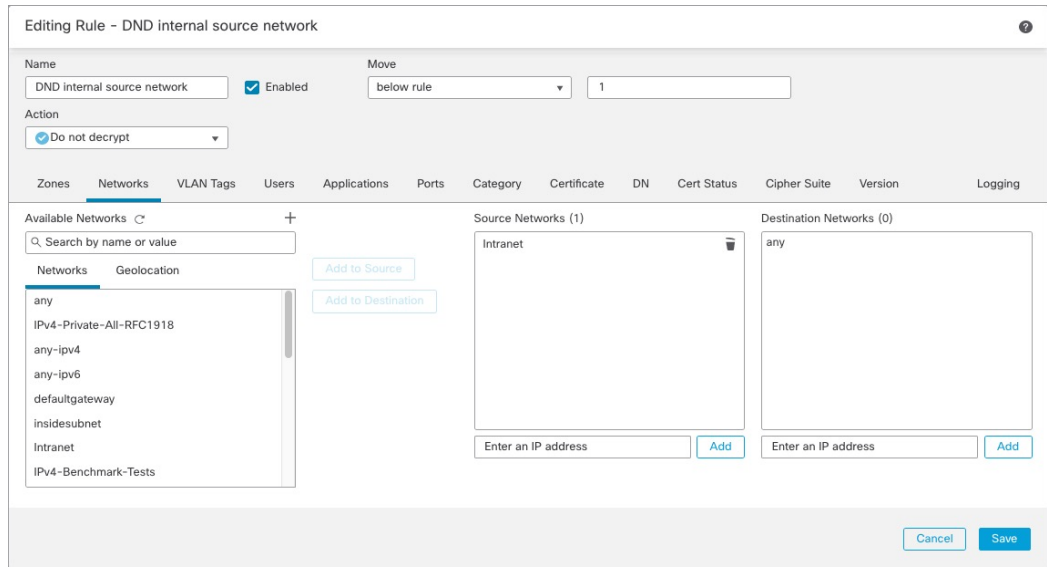 Editing Rule - DND internal source network
?
Name
Move
DND internal source network
Enabled
below rule
1
Action
Do not decrypt
Zones Networks VLAN Tags Users Applications Ports Category Certificate DN Cert Status Cipher Suite Version Logging
Available Networks
+
Search by name or value
Networks Geolocation
any
IPv4-Private-All-RFC1918
any-ipv4
any-ipv6
defaultgateway
insidesubnet
Intranet
IPv4-Benchmark-Tests
Add to Source
Add to Destination
Source Networks (1)
Intranet
Enter an IP address
Add
Destination Networks (0)
any
Enter an IP address
Add
Cancel
Save